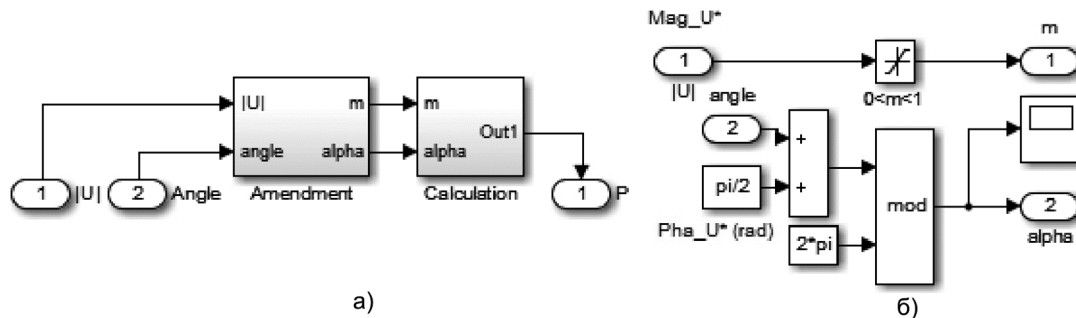 |U|
angle
m
alpha
Amendment
m
alpha
Out1
Calculation
1
|U|
2
Angle
1
P
а)
Mag_U*
1
|U|
0<m<1
m
1
angle
2
+
+
pi/2
Pha_U* (rad)
2*pi
mod
2
alpha
б)